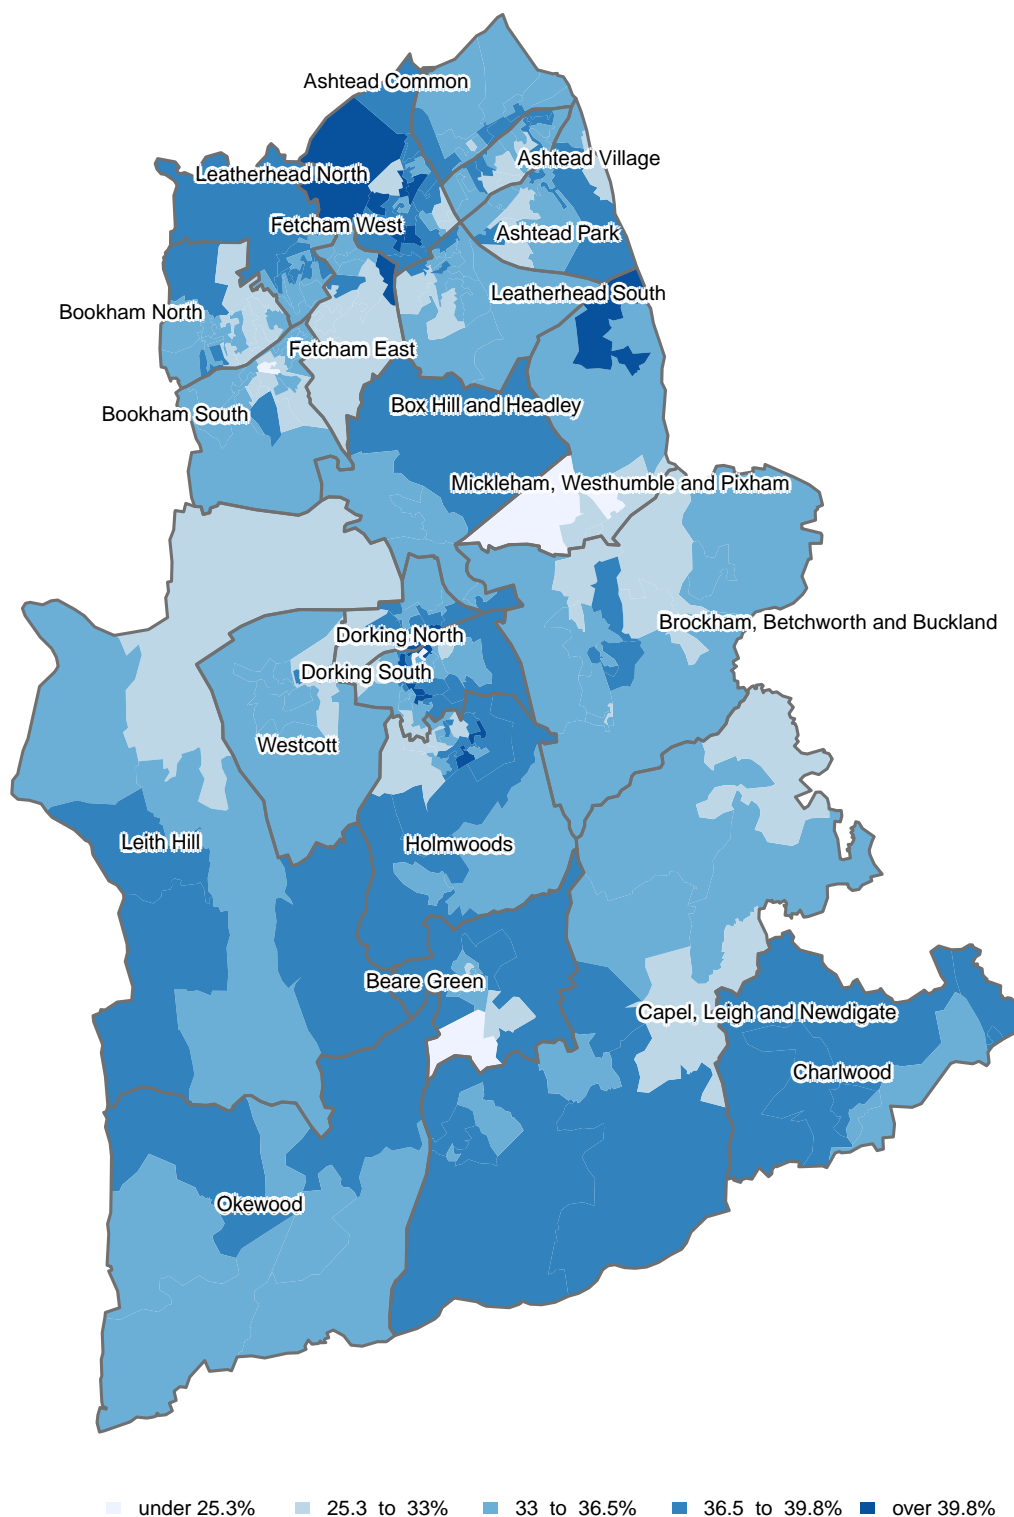 Ashtead Common
Ashtead Village
Leatherhead North
Fetcham West
Ashtead Park
Leatherhead South
Bookham North
Fetcham East
Box Hill and Headley
Bookham South
Mickleham, Westhumble and Pixham
Brockham, Betchworth and Buckland
Dorking North
Dorking South
Westcott
Leith Hill
Holmwoods
Beare Green
Capel, Leigh and Newdigate
Charlwood
Okewood
under 25.3% 25.3 to 33% 33 to 36.5% 36.5 to 39.8% over 39.8%